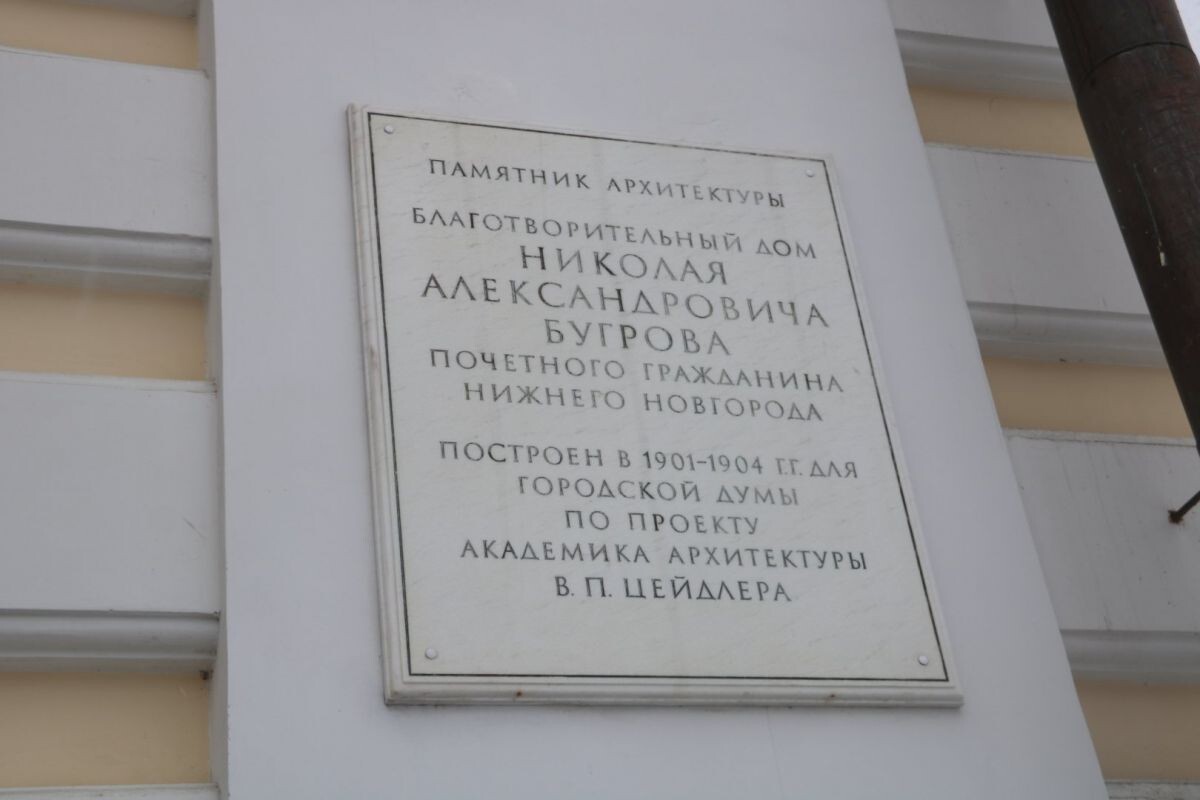 ПАМЯТНИК АРХИТЕКТУРЫ
БЛАГОТВОРИТЕЛЬНЫЙ ДОМ
НИКОЛАЯ
АЛЕКСАНДРОВИЧА
БУГРОВА
ПОЧЕТНОГО ГРАЖДАНИНА
НИЖНЕГО НОВГОРОДА
ПОСТРОЕН В 1901-1904 Г.Г. ДЛЯ
ГОРОДСКОЙ ДУМЫ
ПО ПРОЕКТУ
АКАДЕМИКА АРХИТЕКТУРЫ
В. П. ЦЕЙДЛЕРА